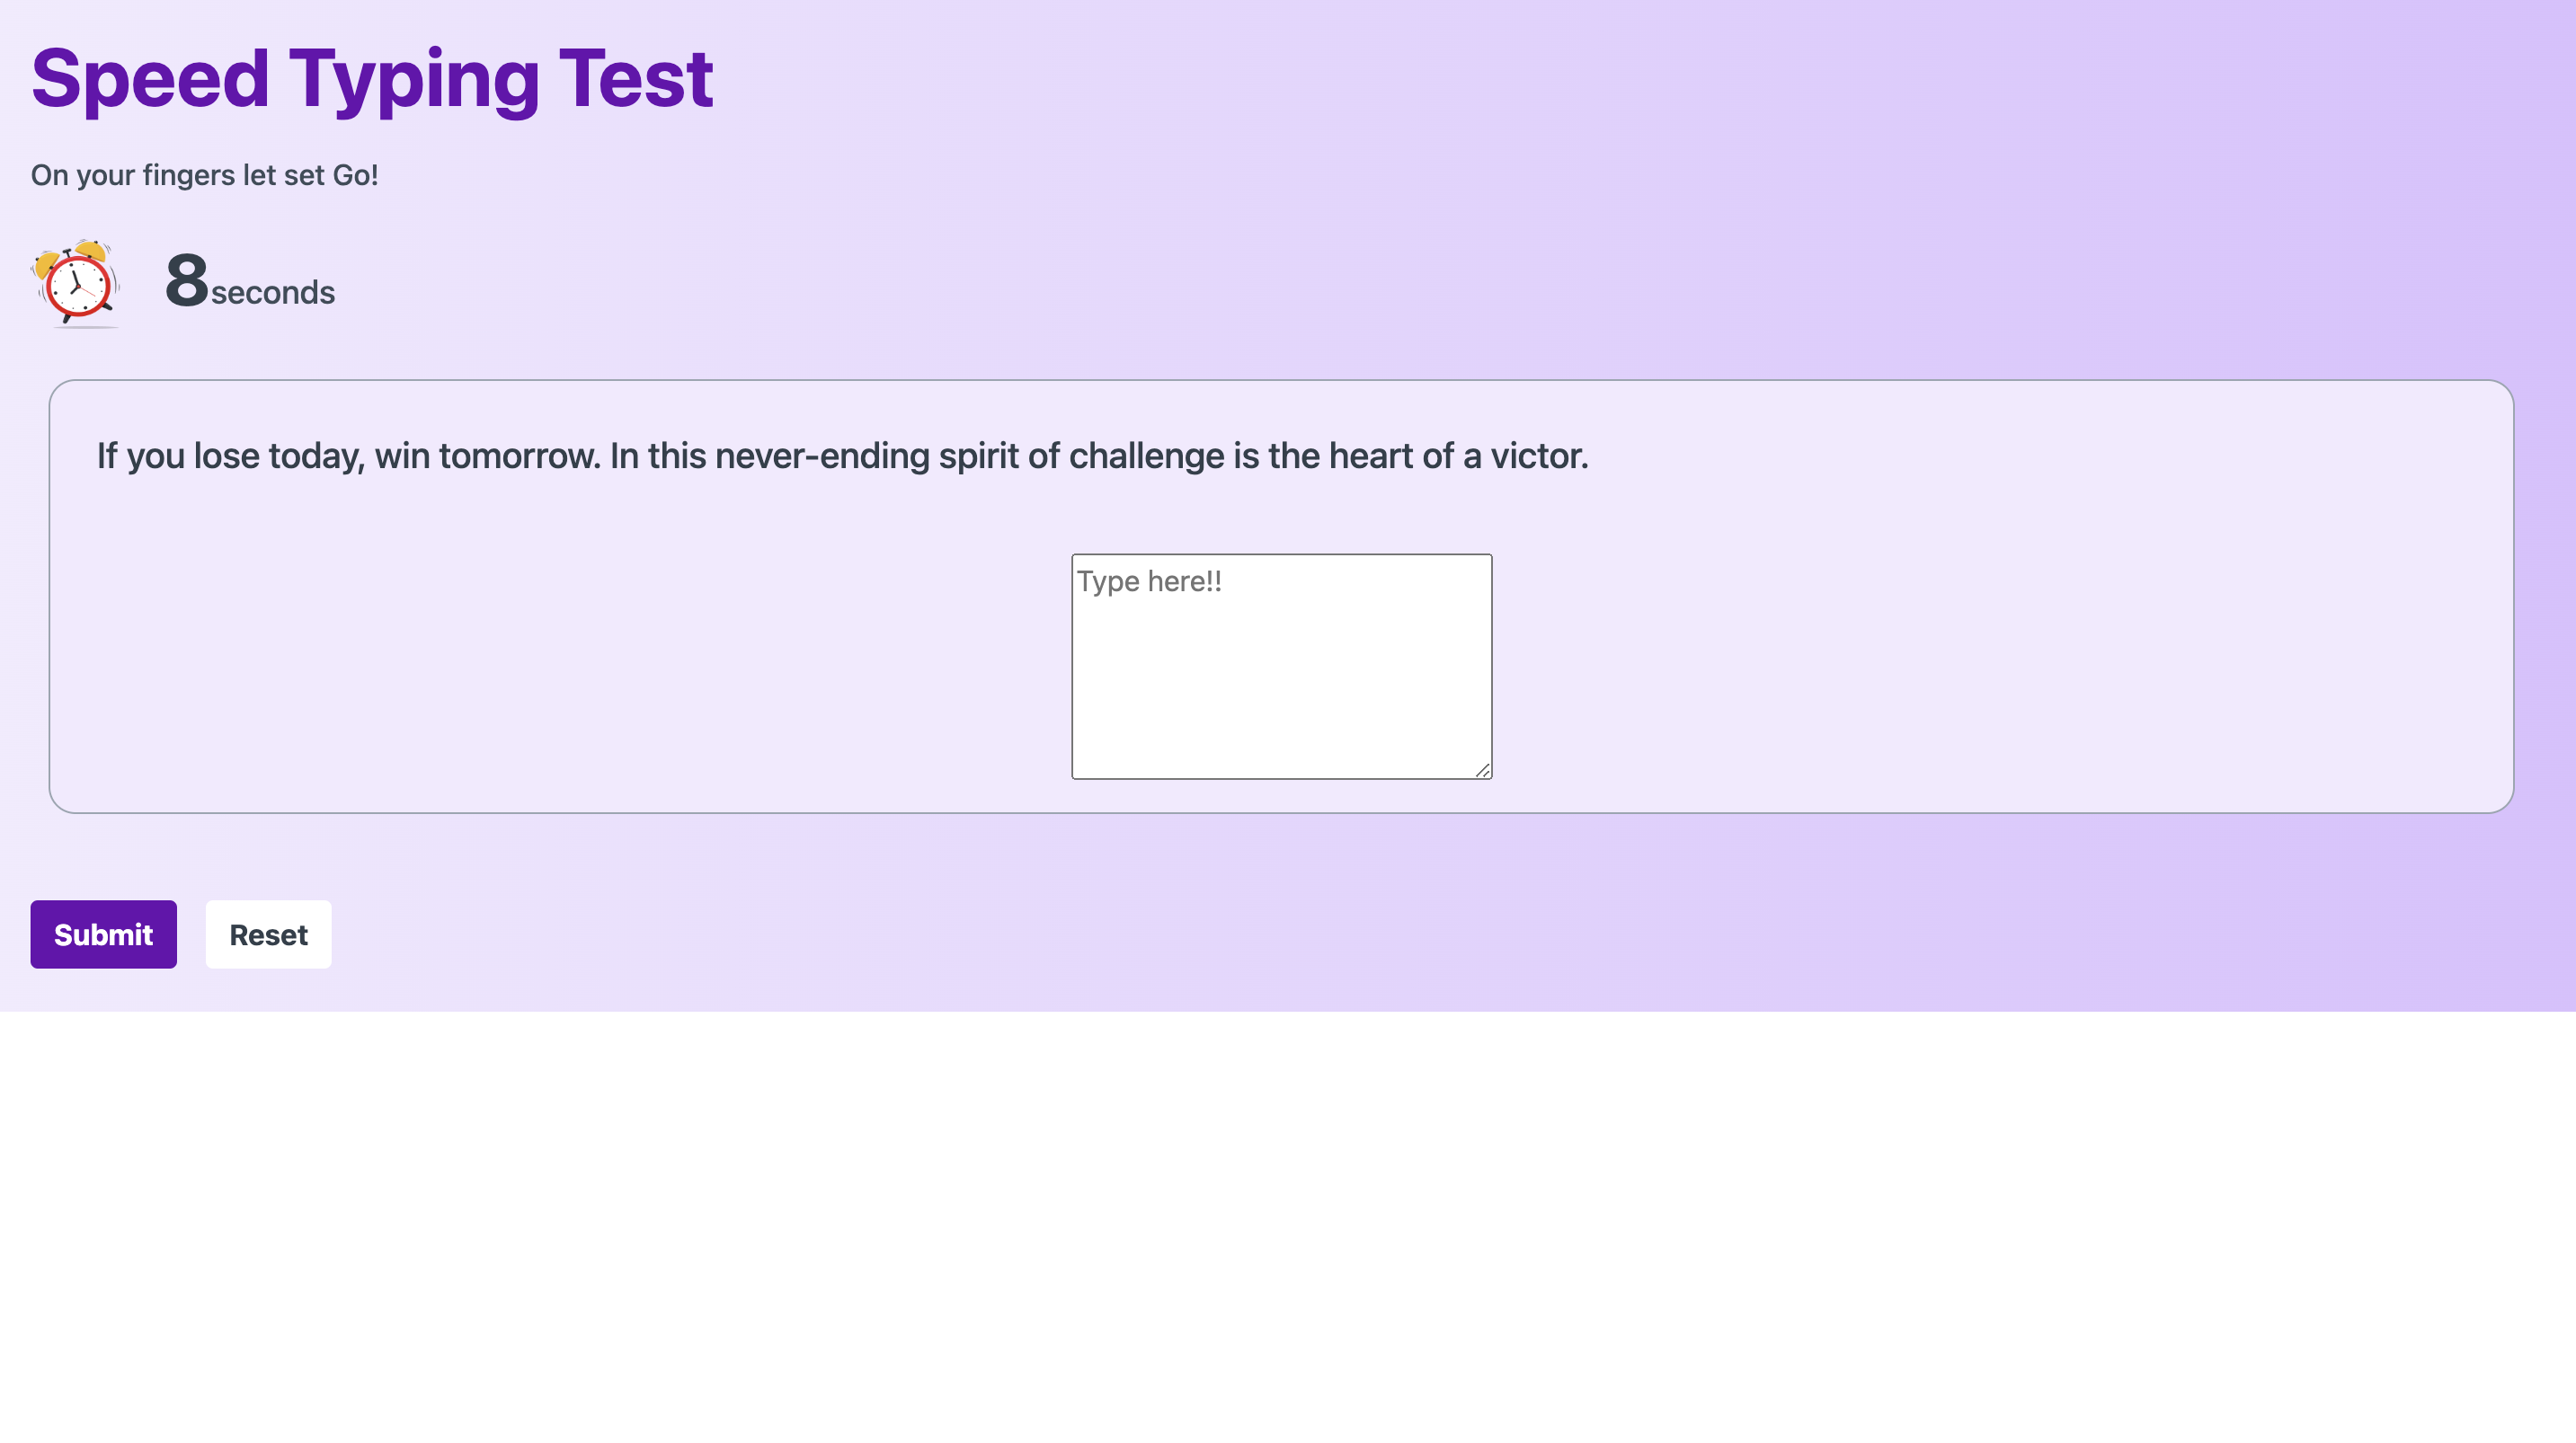 Speed Typing Test
On your fingers let set Go!
8seconds
If you lose today, win tomorrow. In this never-ending spirit of challenge is the heart of a victor.
Type here!!
Submit Reset